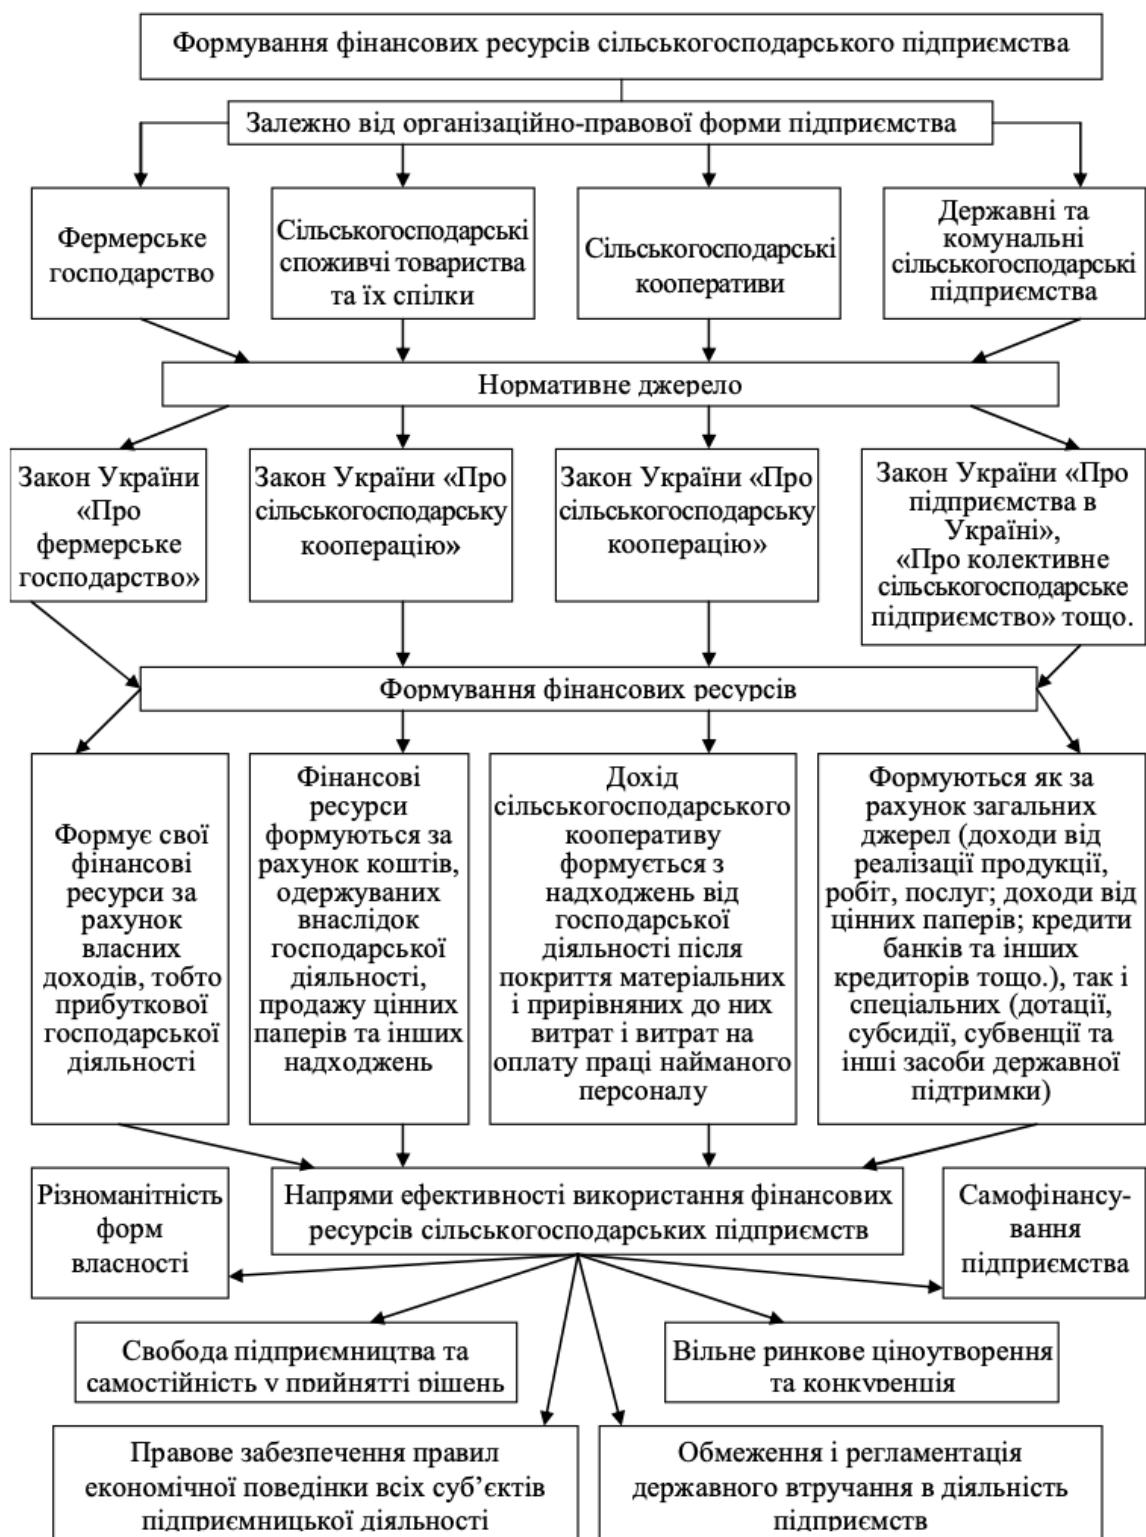 Формування фінансових ресурсів сільськогосподарського підприємства
Залежно від організаційно-правової форми підприємства
Фермерське
господарство
Сільськогосподарські
споживчі товариства
та їх спілки
Сільськогосподарські
кооперативи
Державні та
комунальні
сільськогосподарські
підприємства
Нормативне джерело
Закон України
«Про
фермерське
господарство»
Закон України «Про
сільськогосподарську
кооперацію»
Закон України «Про
сільськогосподарську
кооперацію»
Закон України «Про
підприємства в
Україні»,
«Про колективне
сільськогосподарське
підприємство» тощо.
Формування фінансових ресурсів
Формує свої
фінансові
ресурси за
рахунок
власних
доходів, тобто
прибуткової
господарської
діяльності
Фінансові
ресурси
формуються за
рахунок коштів,
одержуваних
внаслідок
господарської
діяльності,
продажу цінних
паперів та інших
надходжень
Дохід
сільськогосподарського
кооперативу
формується з
надходжень від
господарської
діяльності після
покриття матеріальних
і прирівняних до них
витрат і витрат на
оплату праці найманого
персоналу
Формуються як за
рахунок загальних
джерел (доходи від
реалізації продукції,
робіт, послуг; доходи від
цінних паперів; кредити
банків та інших
кредиторів тощо.), так і
спеціальних (дотації,
субсидії, субвенції та
інші засоби державної
підтримки)
Різноманітність
форм
власності
Напрями ефективності використання фінансових
ресурсів сільськогосподарських підприємств
Самофінансу-
вання
підприємства
Свобода підприємництва та
самостійність у прийнятті рішень
Вільне ринкове ціноутворення
та конкуренція
Правове забезпечення правил
економічної поведінки всіх суб’єктів
підприємницької діяльності
Обмеження і регламентація
державного втручання в діяльність
підприємств